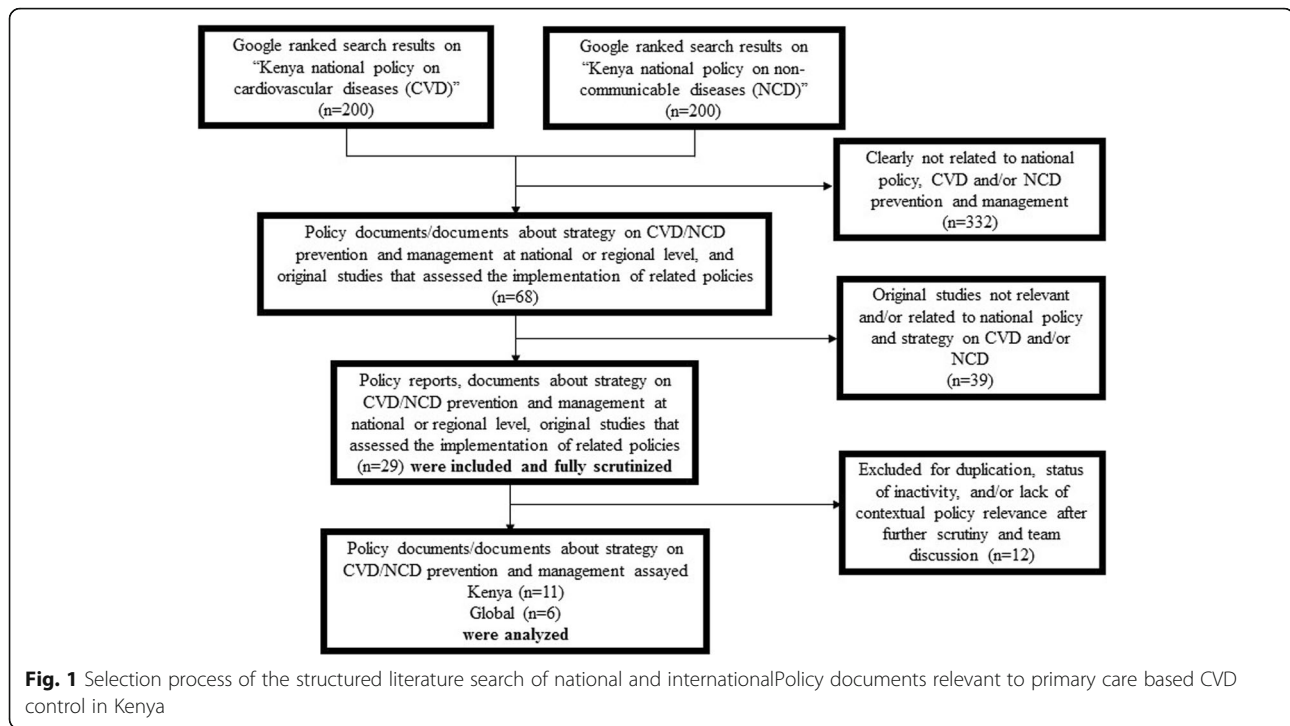 Google ranked search results on
“Kenya national policy on
cardiovascular diseases (CVD)”
(n=200)
Google ranked search results on
“Kenya national policy on non-
communicable diseases (NCD)”
(n=200)
Clearly not related to national
policy, CVD and/or NCD
prevention and management
(n=332)
Policy documents/documents about strategy on CVD/NCD
prevention and management at national or regional level, and
original studies that assessed the implementation of related policies
(n=68)
Original studies not relevant
and/or related to national policy
and strategy on CVD and/or
NCD
(n=39)
Policy reports, documents about strategy on
CVD/NCD prevention and management at
national or regional level, original studies that
assessed the implementation of related policies
(n=29) were included and fully scrutinized
Excluded for duplication, status
of inactivity, and/or lack of
contextual policy relevance after
further scrutiny and team
discussion (n=12)
Policy documents/documents about strategy on
CVD/NCD prevention and management assayed
Kenya (n=11)
Global (n=6)
were analyzed
Fig. 1 Selection process of the structured literature search of national and internationalPolicy documents relevant to primary care based CVD
control in Kenya